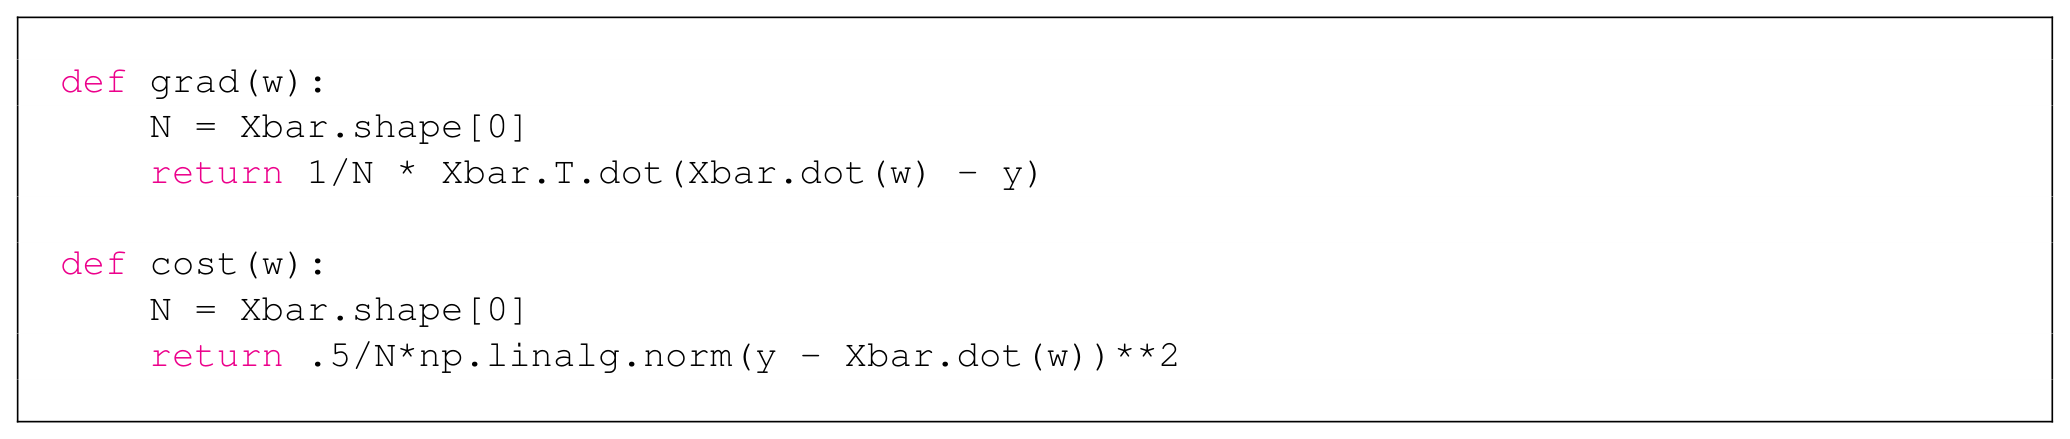 def grad(w):
    N = Xbar.shape[0]
    return 1/N * Xbar.T.dot(Xbar.dot(w) - y)

def cost(w):
    N = Xbar.shape[0]
    return .5/N*np.linalg.norm(y - Xbar.dot(w))**2